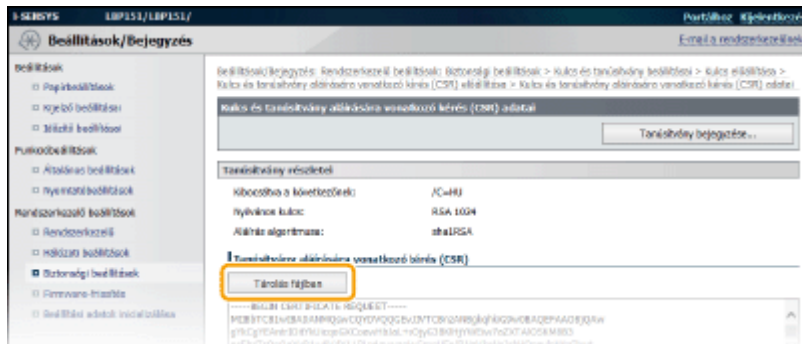 i-SENSYS LBP151/LBP151/ Portálhoz Kijelentkezé
Beállítások/Bejegyzés E-mail a rendszerkezelőnek
Beállítások
Papírbeállítások
Kijelző beállításai
Időzítő beállításai
Funkcióbeállítások
Általános beállítások
Nyomtatóbeállítások
Rendszerkezelő beállítások
Rendszerkezelő
Hálózati beállítások
Biztonsági beállítások
Firmware-frissítés
Beállítási adatok inicializálása
Beállítások/Bejegyzés: Rendszerkezelő beállítások: Biztonsági beállítások > Kulcs és tanúsítvány beállításai > Kulcs előállítása >
Kulcs és tanúsítvány aláírására vonatkozó kérés (CSR) előállítása > Kulcs és tanúsítvány aláírására vonatkozó kérés (CSR) adatai
Kulcs és tanúsítvány aláírására vonatkozó kérés (CSR) adatai
Tanúsítvány bejegyzése...
Tanúsítvány részletei
Kibocsátva a következőnek: /C=HU
Nyilvános kulcs: RSA 1024
Aláírás algoritmusa: sha1RSA
Tanúsítvány aláírására vonatkozó kérés (CSR)
Tárolás fájlban
-----BEGIN CERTIFICATE REQUEST-----